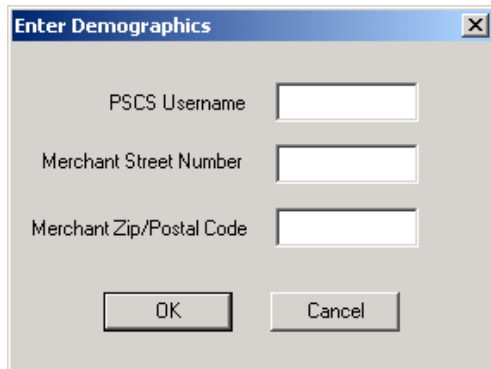 Enter Demographics
PSCS Username
Merchant Street Number
Merchant Zip/Postal Code
OK Cancel